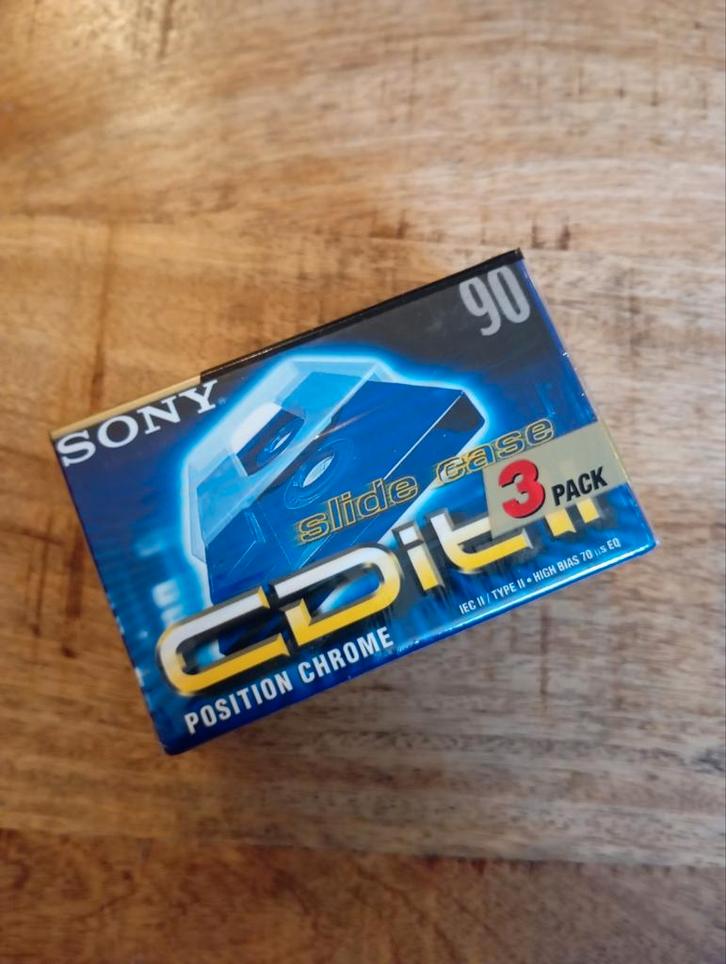 90
SONY®
slide case
3 PACK
CDit II
IEC II / TYPE II • HIGH BIAS 70 µs EQ
POSITION CHROME